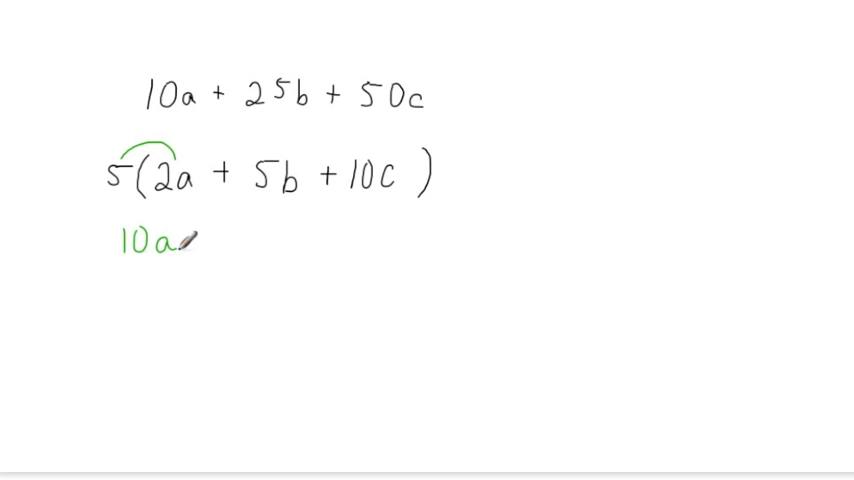 10a + 25b + 50c
5(2a + 5b + 10c)
10a